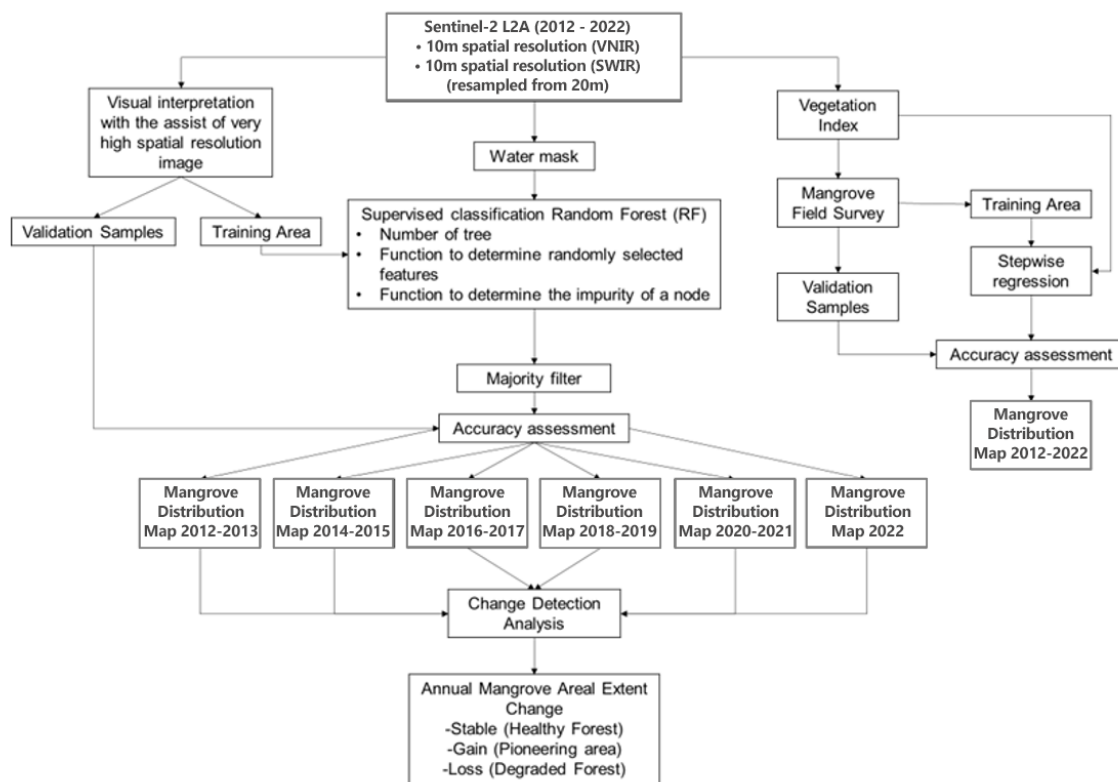 Sentinel-2 L2A (2012 - 2022)
• 10m spatial resolution (VNIR)
• 10m spatial resolution (SWIR)
(resampled from 20m)
Visual interpretation
with the assist of very
high spatial resolution
image
Water mask
Vegetation
Index
Validation Samples
Training Area
Supervised classification Random Forest (RF)
• Number of tree
• Function to determine randomly selected
features
• Function to determine the impurity of a node
Mangrove
Field Survey
Training Area
Stepwise
regression
Validation
Samples
Accuracy assessment
Mangrove
Distribution
Map 2012-2022
Majority filter
Accuracy assessment
Mangrove
Distribution
Map 2012-2013
Mangrove
Distribution
Map 2014-2015
Mangrove
Distribution
Map 2016-2017
Mangrove
Distribution
Map 2018-2019
Mangrove
Distribution
Map 2020-2021
Mangrove
Distribution
Map 2022
Change Detection
Analysis
Annual Mangrove Areal Extent
Change
-Stable (Healthy Forest)
-Gain (Pioneering area)
-Loss (Degraded Forest)